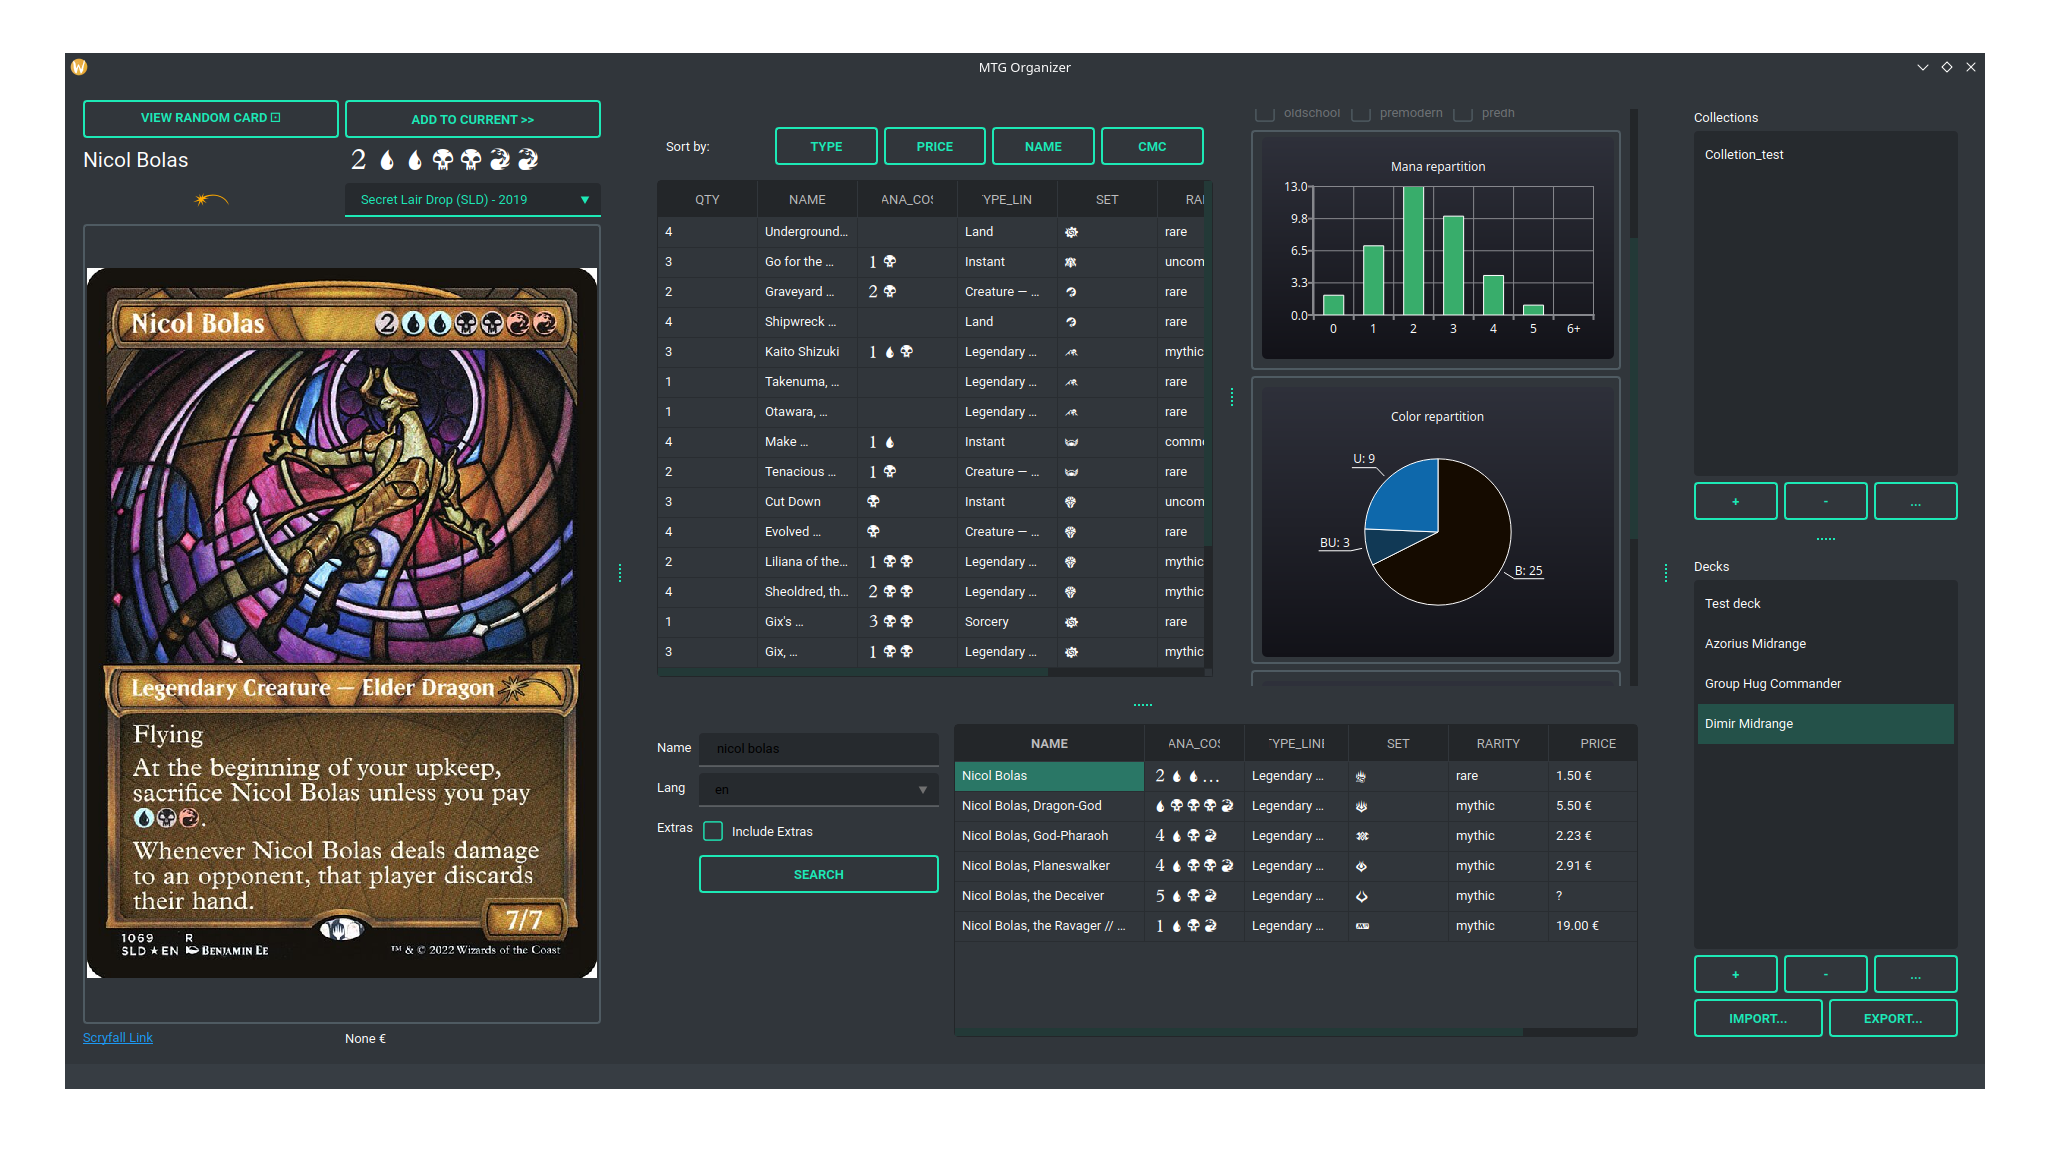 MTG Organizer
VIEW RANDOM CARD
ADD TO CURRENT >>
Nicol Bolas
2
Secret Lair Drop (SLD) - 2019
Nicol Bolas 2
Legendary Creature — Elder Dragon
Flying
At the beginning of your upkeep,
sacrifice Nicol Bolas unless you pay
.
Whenever Nicol Bolas deals damage
to an opponent, that player discards
their hand.
7/7
1069 R
SLD ★ EN BENJAMIN EE
™ & © 2022 Wizards of the Coast
Scryfall Link
None €
Sort by:
TYPE
PRICE
NAME
CMC
QTY NAME ANA_COS YPE_LIN SET RA
4 Underground... Land rare
3 Go for the ... 1 Instant uncom
2 Graveyard ... 2 Creature — ... rare
4 Shipwreck ... Land rare
3 Kaito Shizuki 1 Legendary ... mythic
1 Takenuma, ... Legendary ... rare
1 Otawara, ... Legendary ... rare
4 Make ... 1 Instant comm
2 Tenacious ... 1 Creature — ... rare
3 Cut Down Instant uncom
4 Evolved ... Creature — ... rare
2 Liliana of the... 1 Legendary ... mythic
4 Sheoldred, th... 2 Legendary ... mythic
1 Gix's ... 3 Sorcery rare
3 Gix, ... 1 Legendary ... mythic
oldschool premodern predh
Mana repartition
13.0
9.8
6.5
3.3
0.0
0 1 2 3 4 5 6+
Color repartition
U: 9
BU: 3
B: 25
Name nicol bolas
Lang en
Extras Include Extras
SEARCH
NAME ANA_COS YPE_LINE SET RARITY PRICE
Nicol Bolas 2 ... Legendary ... rare 1.50 €
Nicol Bolas, Dragon-God Legendary ... mythic 5.50 €
Nicol Bolas, God-Pharaoh 4 Legendary ... mythic 2.23 €
Nicol Bolas, Planeswalker 4 Legendary ... mythic 2.91 €
Nicol Bolas, the Deceiver 5 Legendary ... mythic ?
Nicol Bolas, the Ravager // ... 1 Legendary ... mythic 19.00 €
Collections
Colletion_test
+ - ...
Decks
Test deck
Azorius Midrange
Group Hug Commander
Dimir Midrange
+ - ...
IMPORT...
EXPORT...